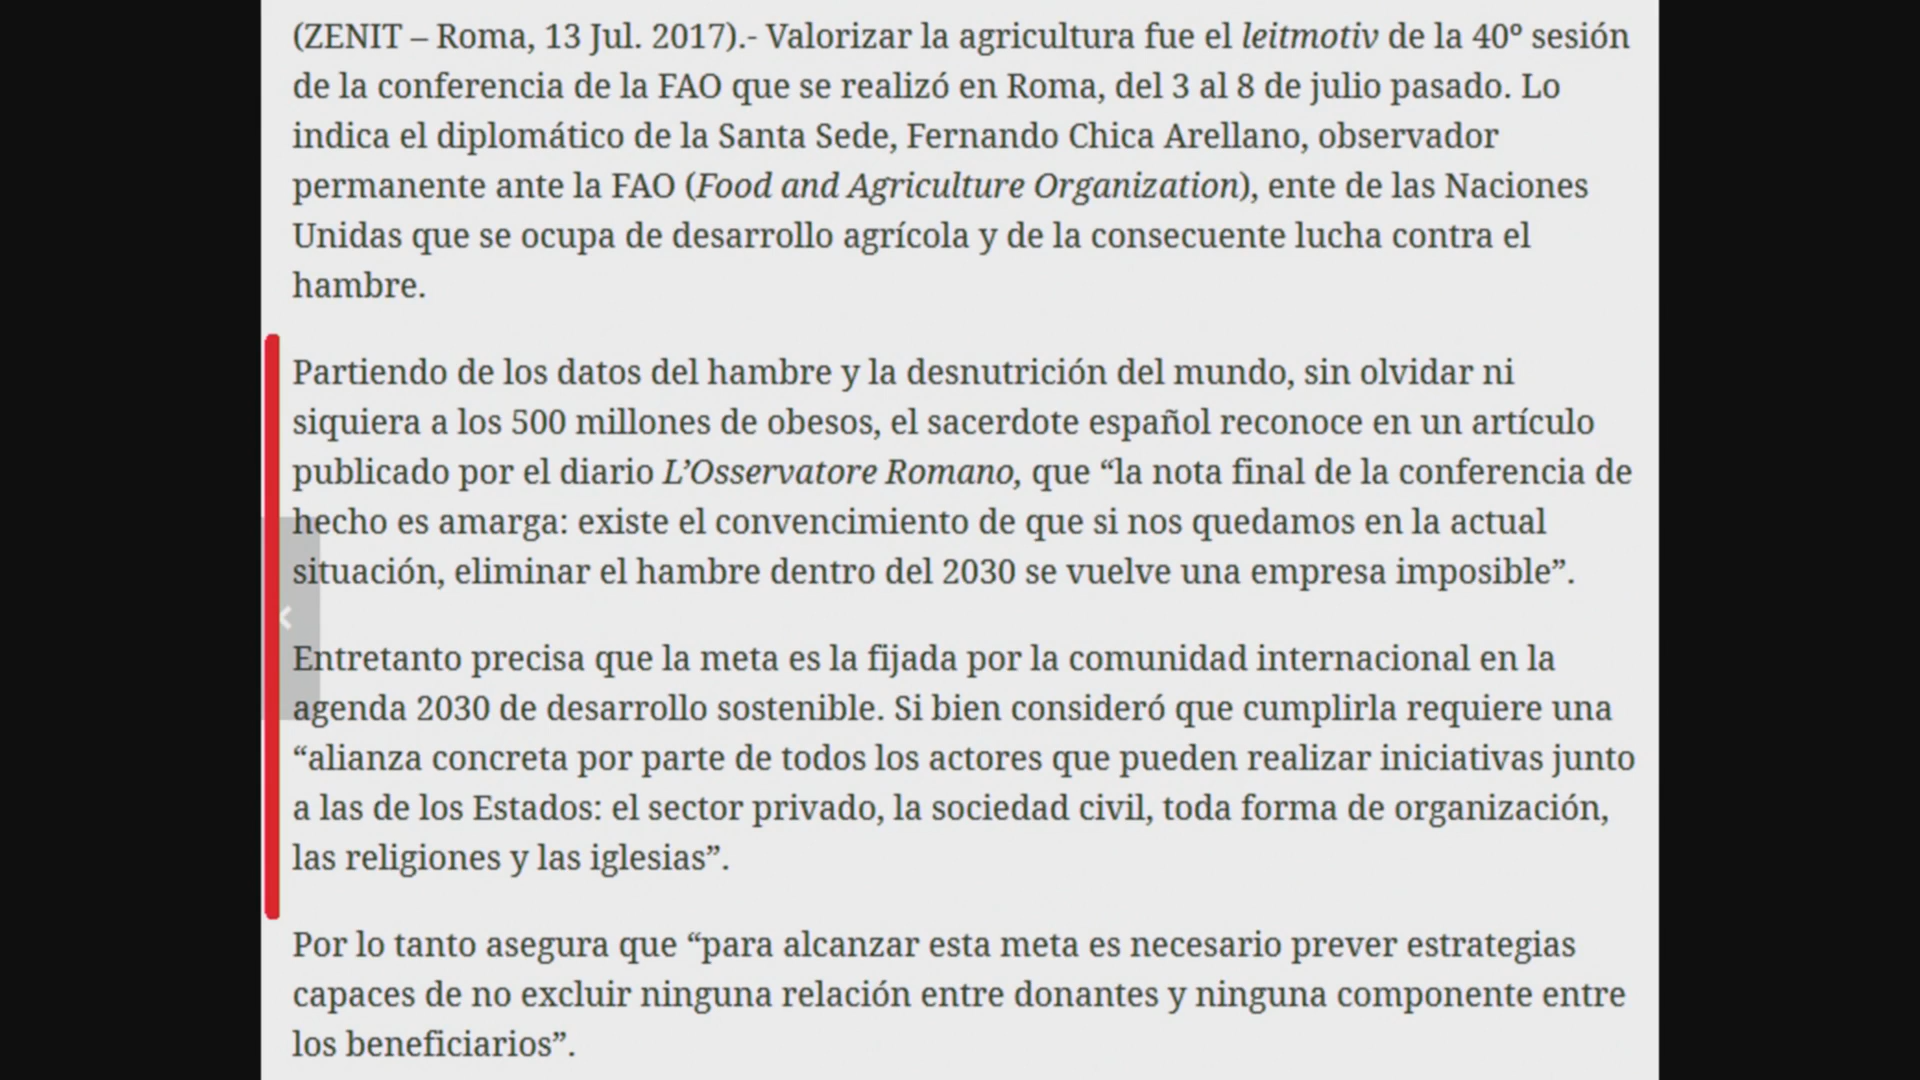 (ZENIT – Roma, 13 Jul. 2017).- Valorizar la agricultura fue el leitmotiv de la 40º sesión
de la conferencia de la FAO que se realizó en Roma, del 3 al 8 de julio pasado. Lo
indica el diplomático de la Santa Sede, Fernando Chica Arellano, observador
permanente ante la FAO (Food and Agriculture Organization), ente de las Naciones
Unidas que se ocupa de desarrollo agrícola y de la consecuente lucha contra el
hambre.
Partiendo de los datos del hambre y la desnutrición del mundo, sin olvidar ni
siquiera a los 500 millones de obesos, el sacerdote español reconoce en un artículo
publicado por el diario L’Osservatore Romano, que “la nota final de la conferencia de
hecho es amarga: existe el convencimiento de que si nos quedamos en la actual
situación, eliminar el hambre dentro del 2030 se vuelve una empresa imposible”.
Entretanto precisa que la meta es la fijada por la comunidad internacional en la
agenda 2030 de desarrollo sostenible. Si bien consideró que cumplirla requiere una
“alianza concreta por parte de todos los actores que pueden realizar iniciativas junto
a las de los Estados: el sector privado, la sociedad civil, toda forma de organización,
las religiones y las iglesias”.
Por lo tanto asegura que “para alcanzar esta meta es necesario prever estrategias
capaces de no excluir ninguna relación entre donantes y ninguna componente entre
los beneficiarios”.